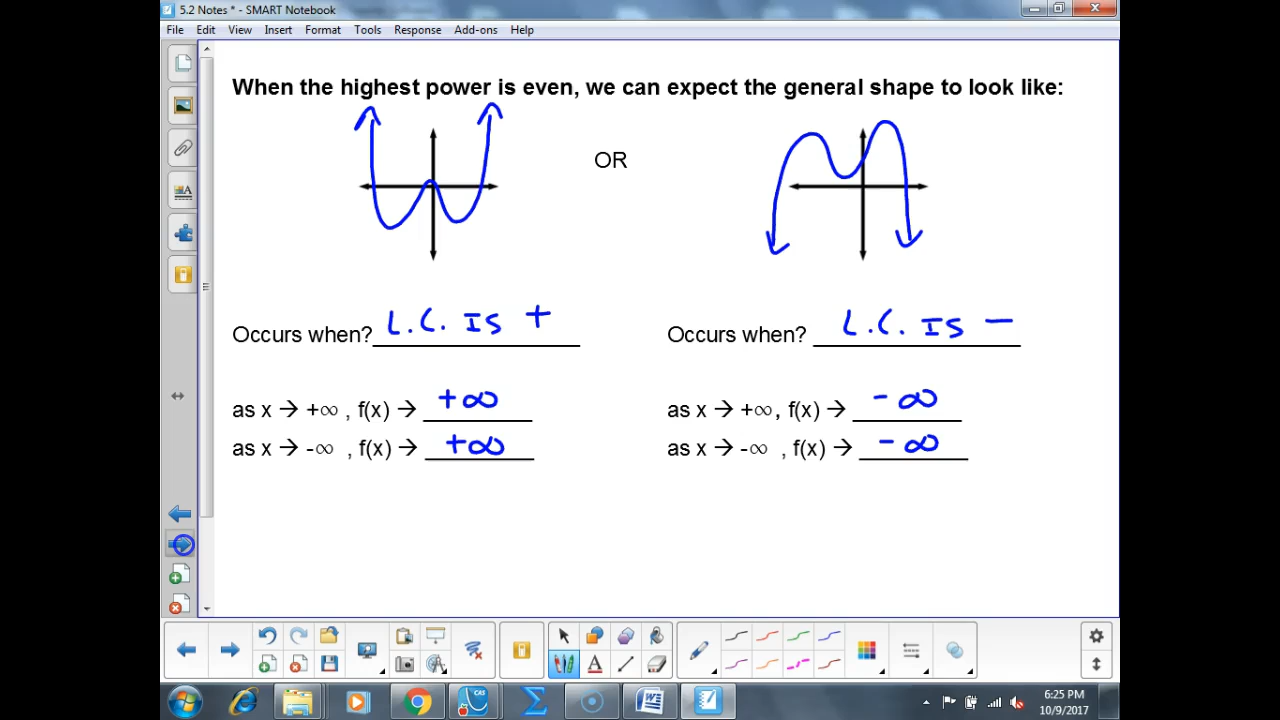 5.2 Notes * - SMART Notebook
File Edit View Insert Format Tools Response Add-ons Help
When the highest power is even, we can expect the general shape to look like:
OR
Occurs when? L.C. IS +
Occurs when? L.C. IS −
as x → +∞ , f(x) → +∞
as x → -∞ , f(x) → +∞
as x → +∞, f(x) → -∞
as x → -∞ , f(x) → -∞
CAS
6:25 PM
10/9/2017